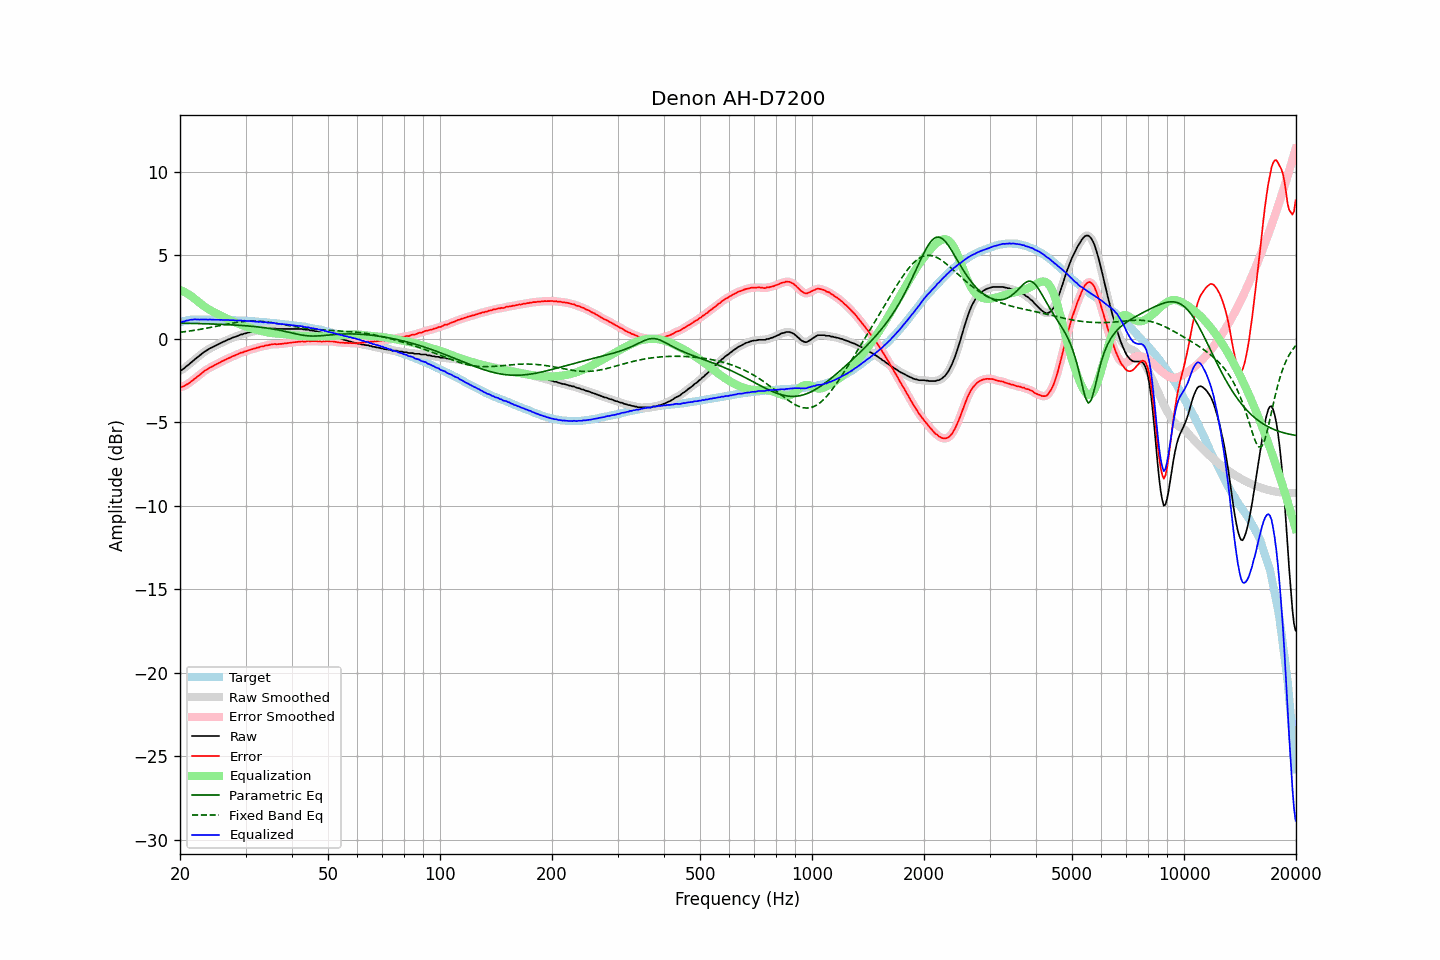 Denon AH-D7200
10
5
0
−5
−10
−15
−20
−25
−30
Amplitude (dBr)
Target
Raw Smoothed
Error Smoothed
Raw
Error
Equalization
Parametric Eq
Fixed Band Eq
Equalized
20
50
100
200
500
1000
2000
5000
10000
20000
Frequency (Hz)